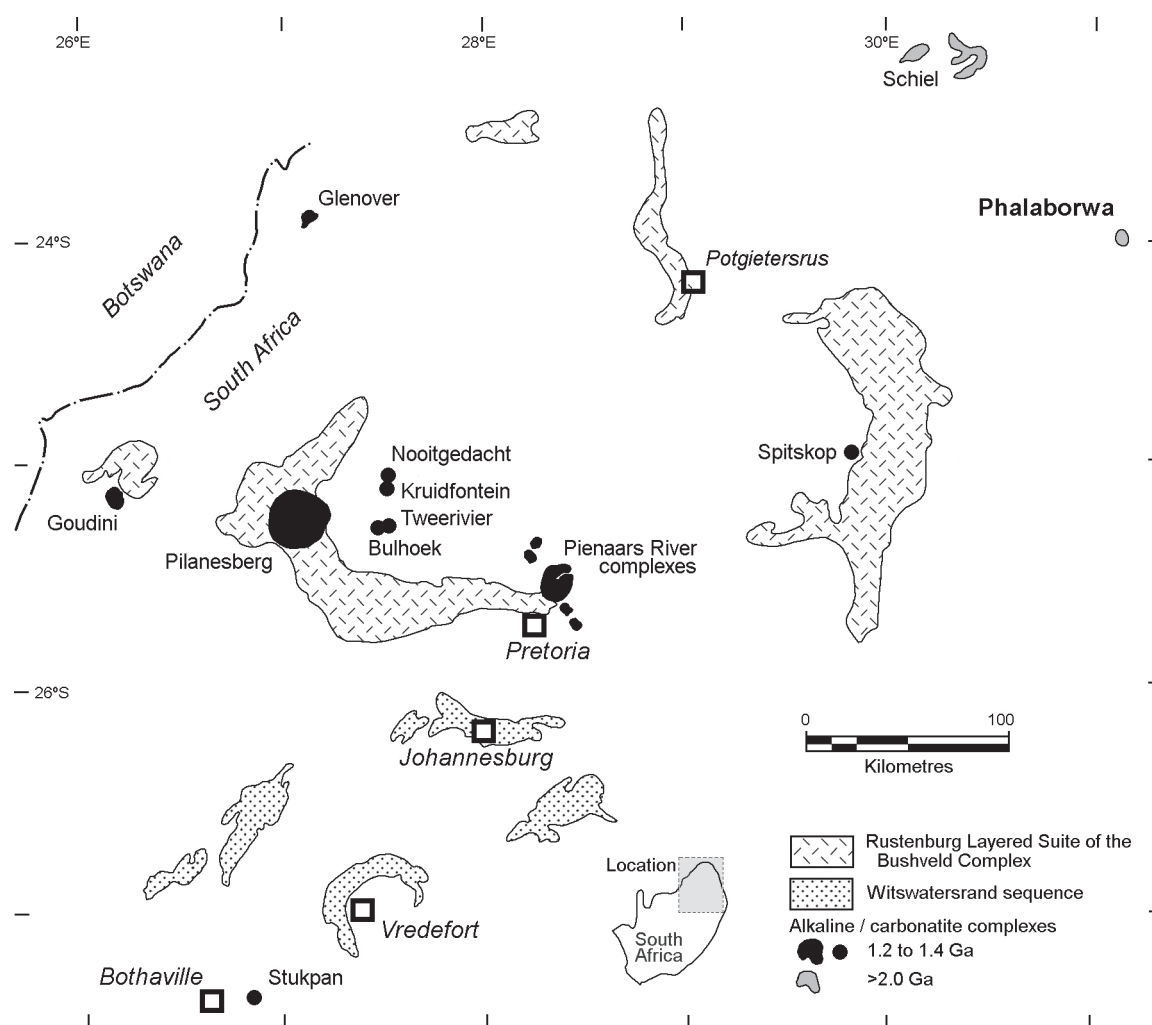 26°E
28°E
30°E
Schiel
Glenover
Phalaborwa
24°S
Botswana
Potgietersrus
South Africa
Nooitgedacht
Spitskop
Kruidfontein
Goudini
Tweerivier
Bulhoek
Pilanesberg
Pienaars River
complexes
Pretoria
26°S
0 100
Kilometres
Johannesburg
Rustenburg Layered Suite of the
Bushveld Complex
Location
Witswatersrand sequence
Alkaline / carbonatite complexes
Vredefort
South
Africa
1.2 to 1.4 Ga
Bothaville
Stukpan
>2.0 Ga